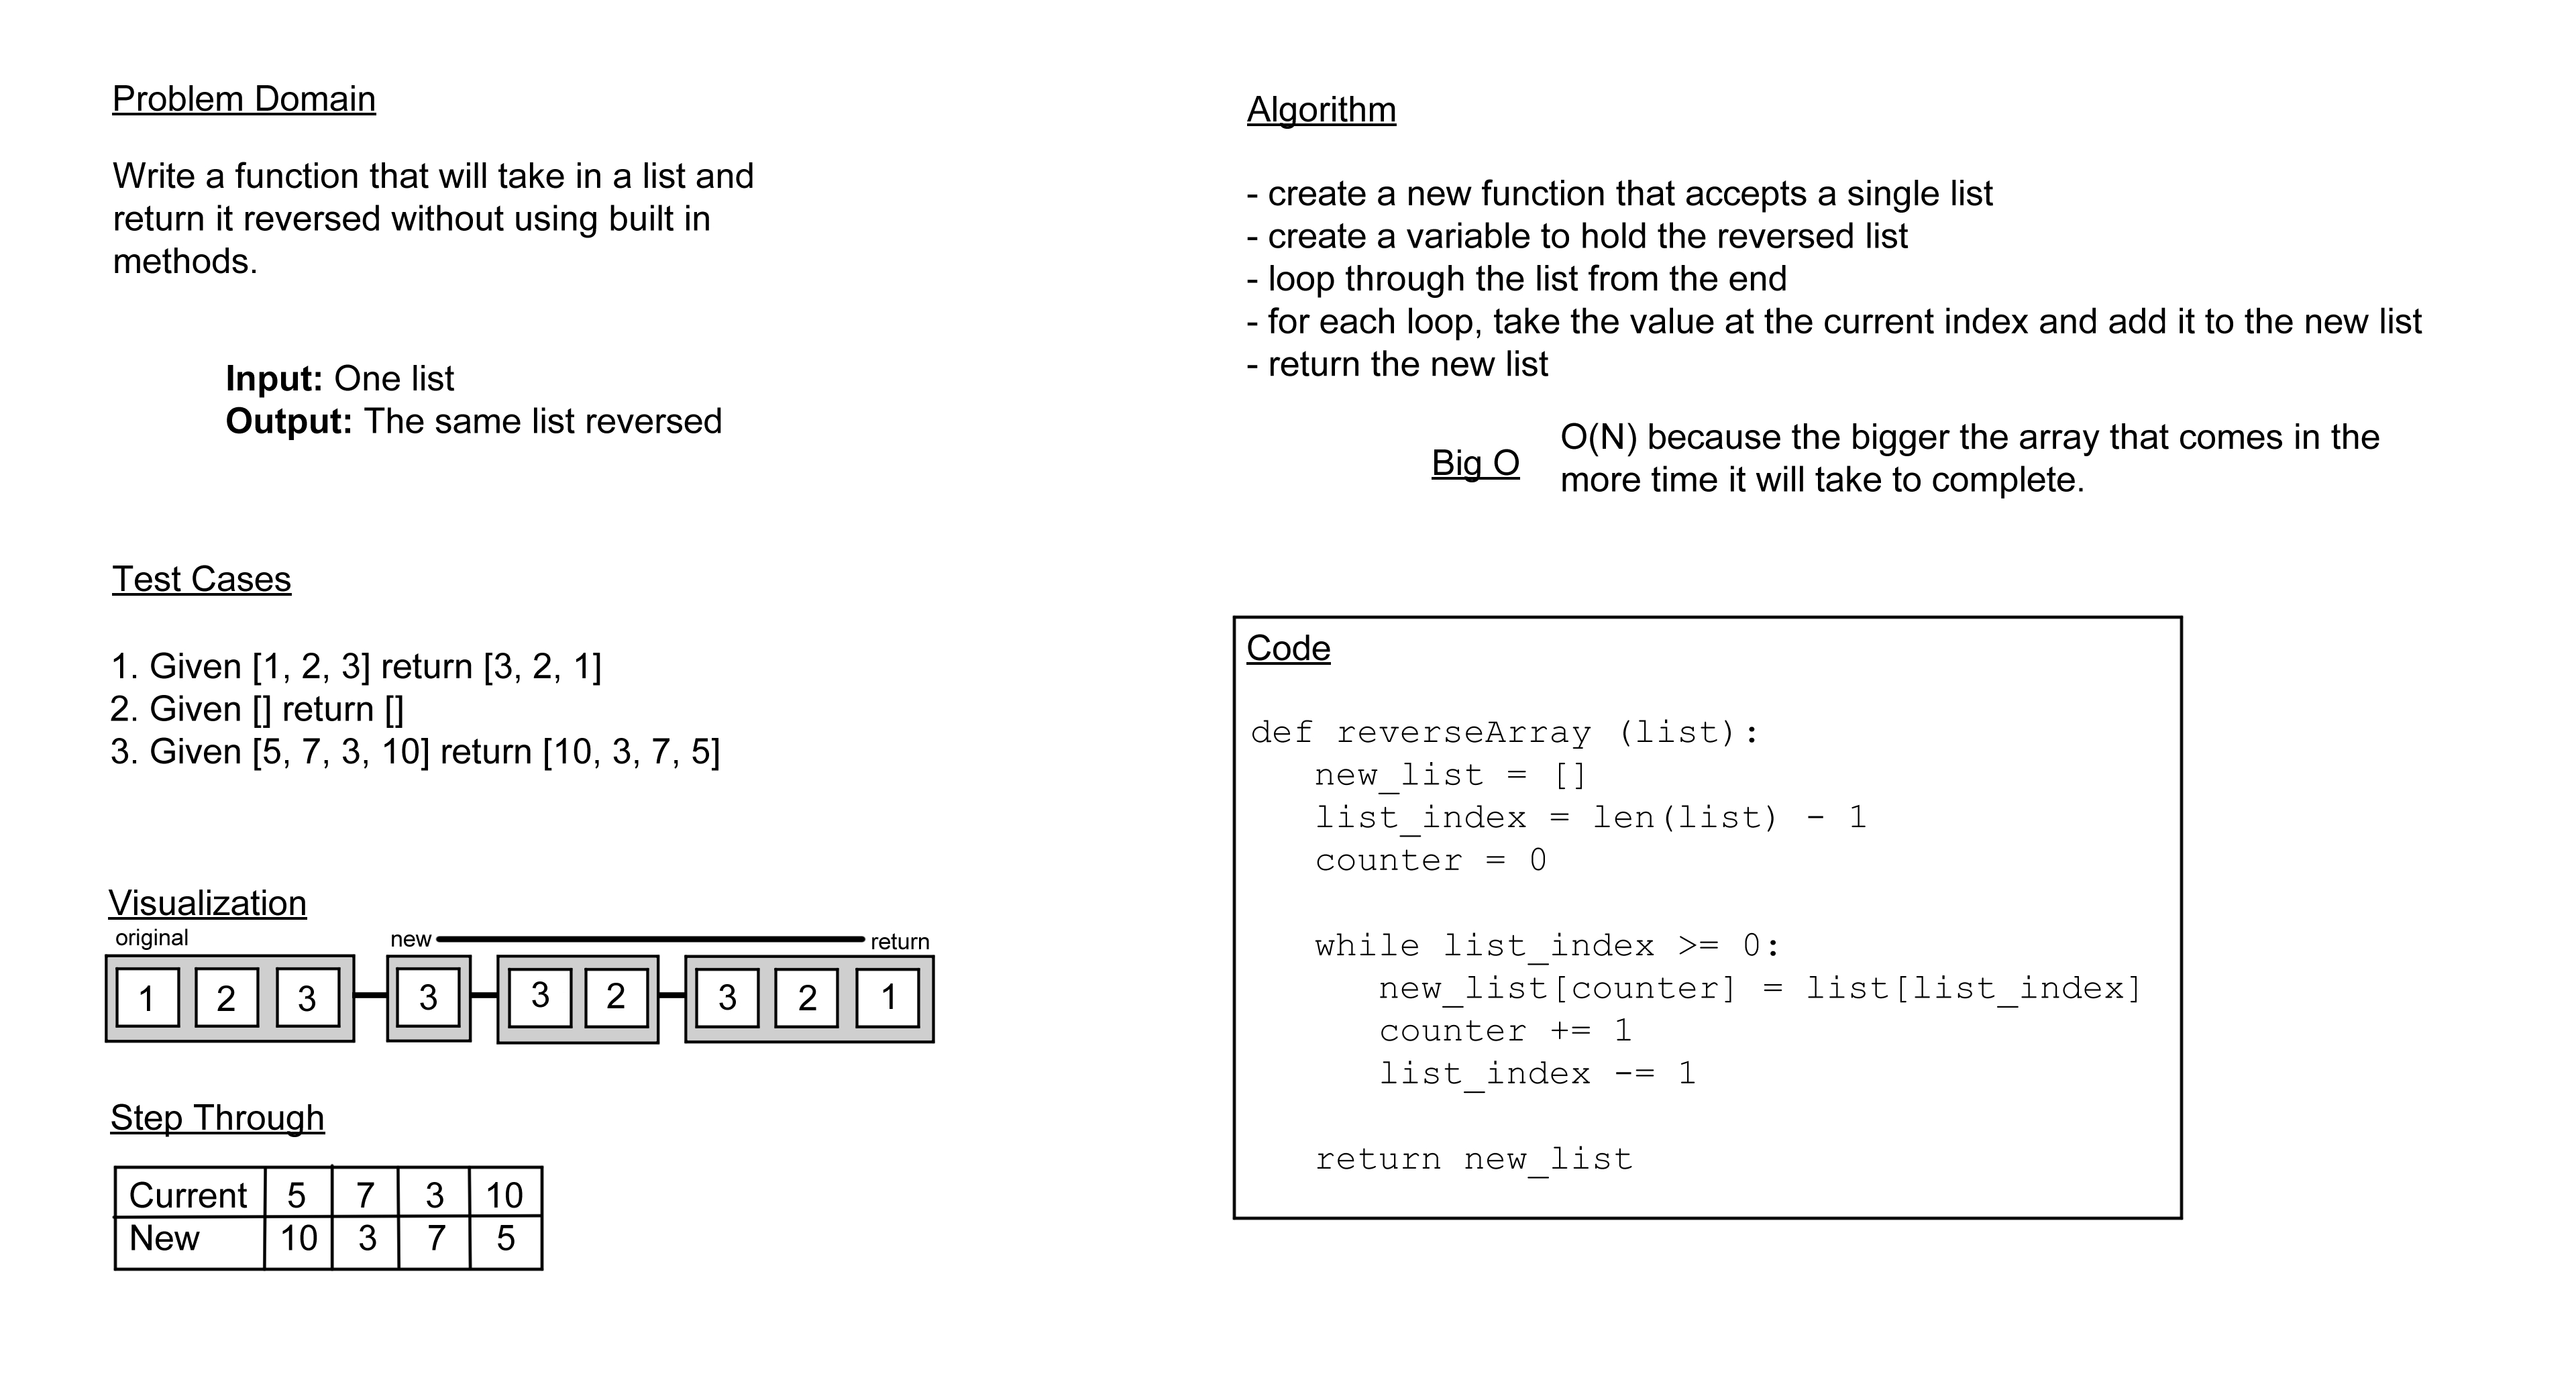 Problem Domain
Write a function that will take in a list and
return it reversed without using built in
methods.
Input: One list
Output: The same list reversed
Test Cases
1. Given [1, 2, 3] return [3, 2, 1]
2. Given [] return []
3. Given [5, 7, 3, 10] return [10, 3, 7, 5]
Visualization
original new return
1 2 3 3 3 2 3 2 1
Step Through
Current 5 7 3 10
New 10 3 7 5
Algorithm
- create a new function that accepts a single list
- create a variable to hold the reversed list
- loop through the list from the end
- for each loop, take the value at the current index and add it to the new list
- return the new list
Big O
O(N) because the bigger the array that comes in the
more time it will take to complete.
Code
def reverseArray (list):
   new_list = []
   list_index = len(list) - 1
   counter = 0
   while list_index >= 0:
      new_list[counter] = list[list_index]
      counter += 1
      list_index -= 1
   return new_list